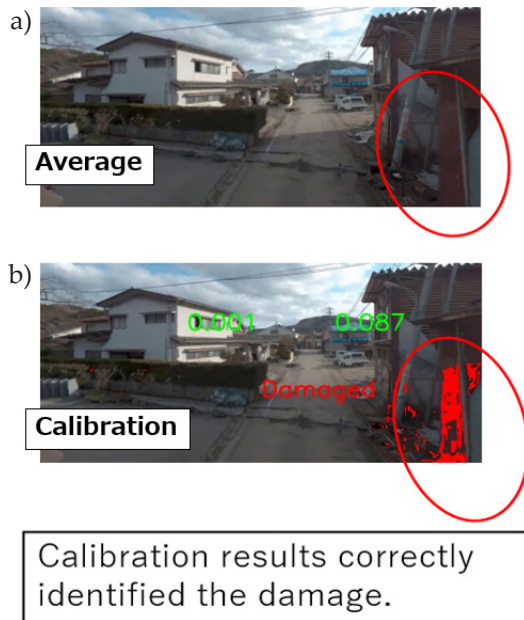 a)
Average
b)
0.001
0.087
Damaged
Calibration
Calibration results correctly
identified the damage.